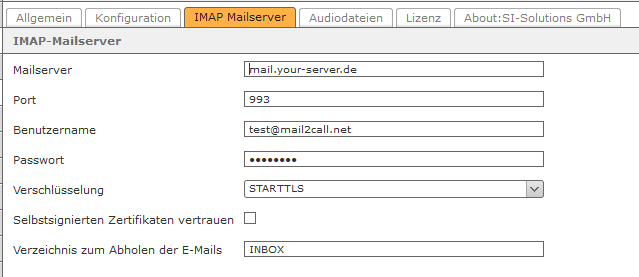 Allgemein Konfiguration IMAP Mailserver Audiodateien Lizenz About:SI-Solutions GmbH
IMAP-Mailserver
Mailserver mail.your-server.de
Port 993
Benutzername test@mail2call.net
Passwort ••••••••
Verschlüsselung STARTTLS
Selbstsignierten Zertifikaten vertrauen
Verzeichnis zum Abholen der E-Mails INBOX